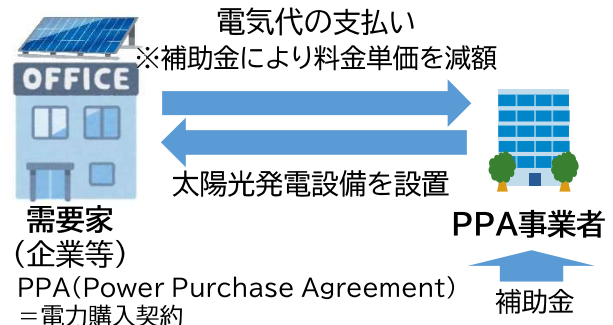 電気代の支払い
※補助金により料金単価を減額
OFFICE
太陽光発電設備を設置
需要家
（企業等）
PPA事業者
補助金
PPA（Power Purchase Agreement）
＝電力購入契約